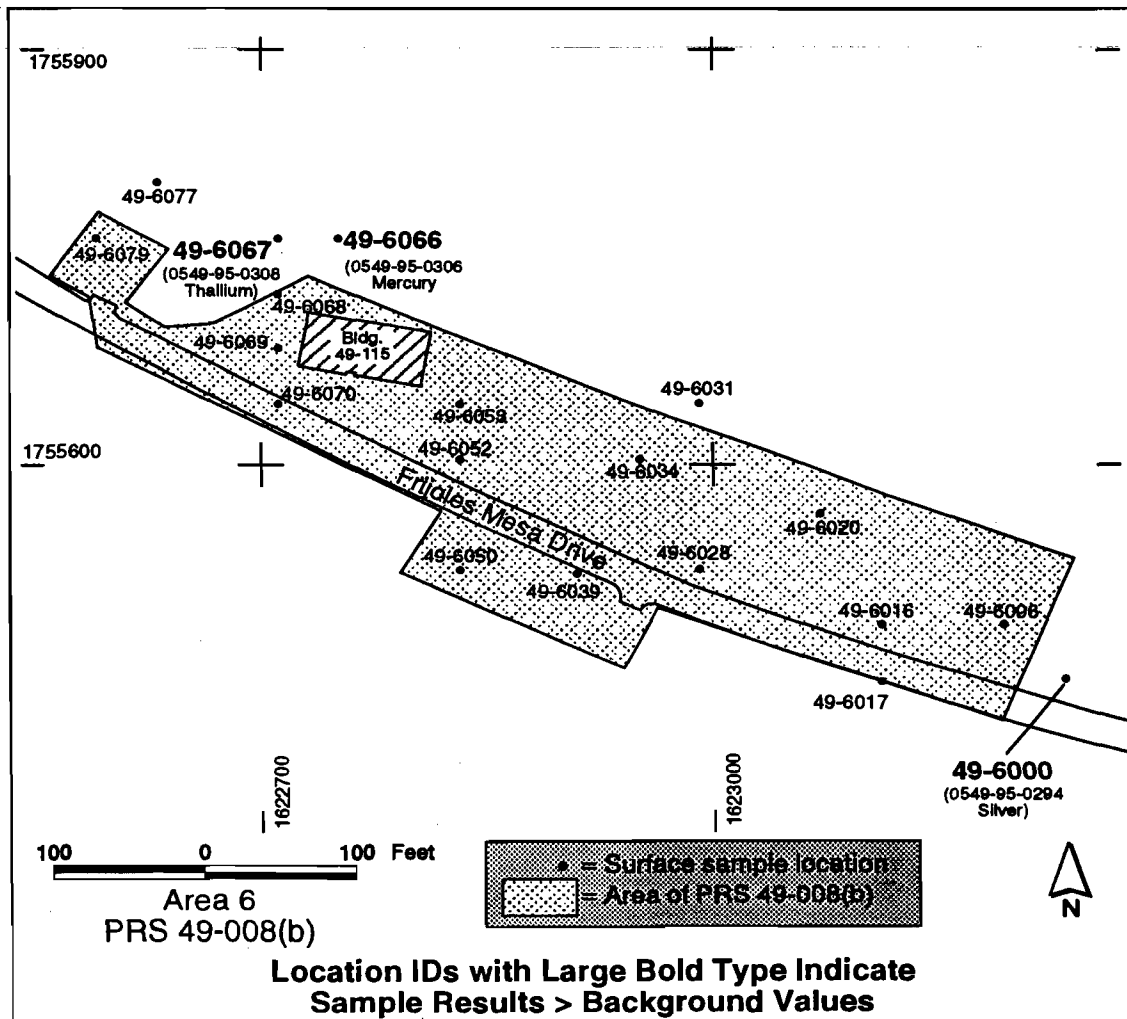 1755900
49-6077
49-6079
49-6067
(0549-95-0308
Thallium)
49-6066
(0549-95-0306
Mercury
49-6068
Bldg.
49-115
49-6069
49-6070
49-6031
49-6053
49-6052
1755600
49-6034
Frijoles Mesa Drive
49-6020
49-6050
49-6039
49-6028
49-6016
49-6006
49-6017
49-6000
(0549-95-0294
Silver)
1622700
1623000
100 0 100 Feet
Area 6
PRS 49-008(b)
= Surface sample location
= Area of PRS 49-008(b)
N
Location IDs with Large Bold Type Indicate
Sample Results > Background Values